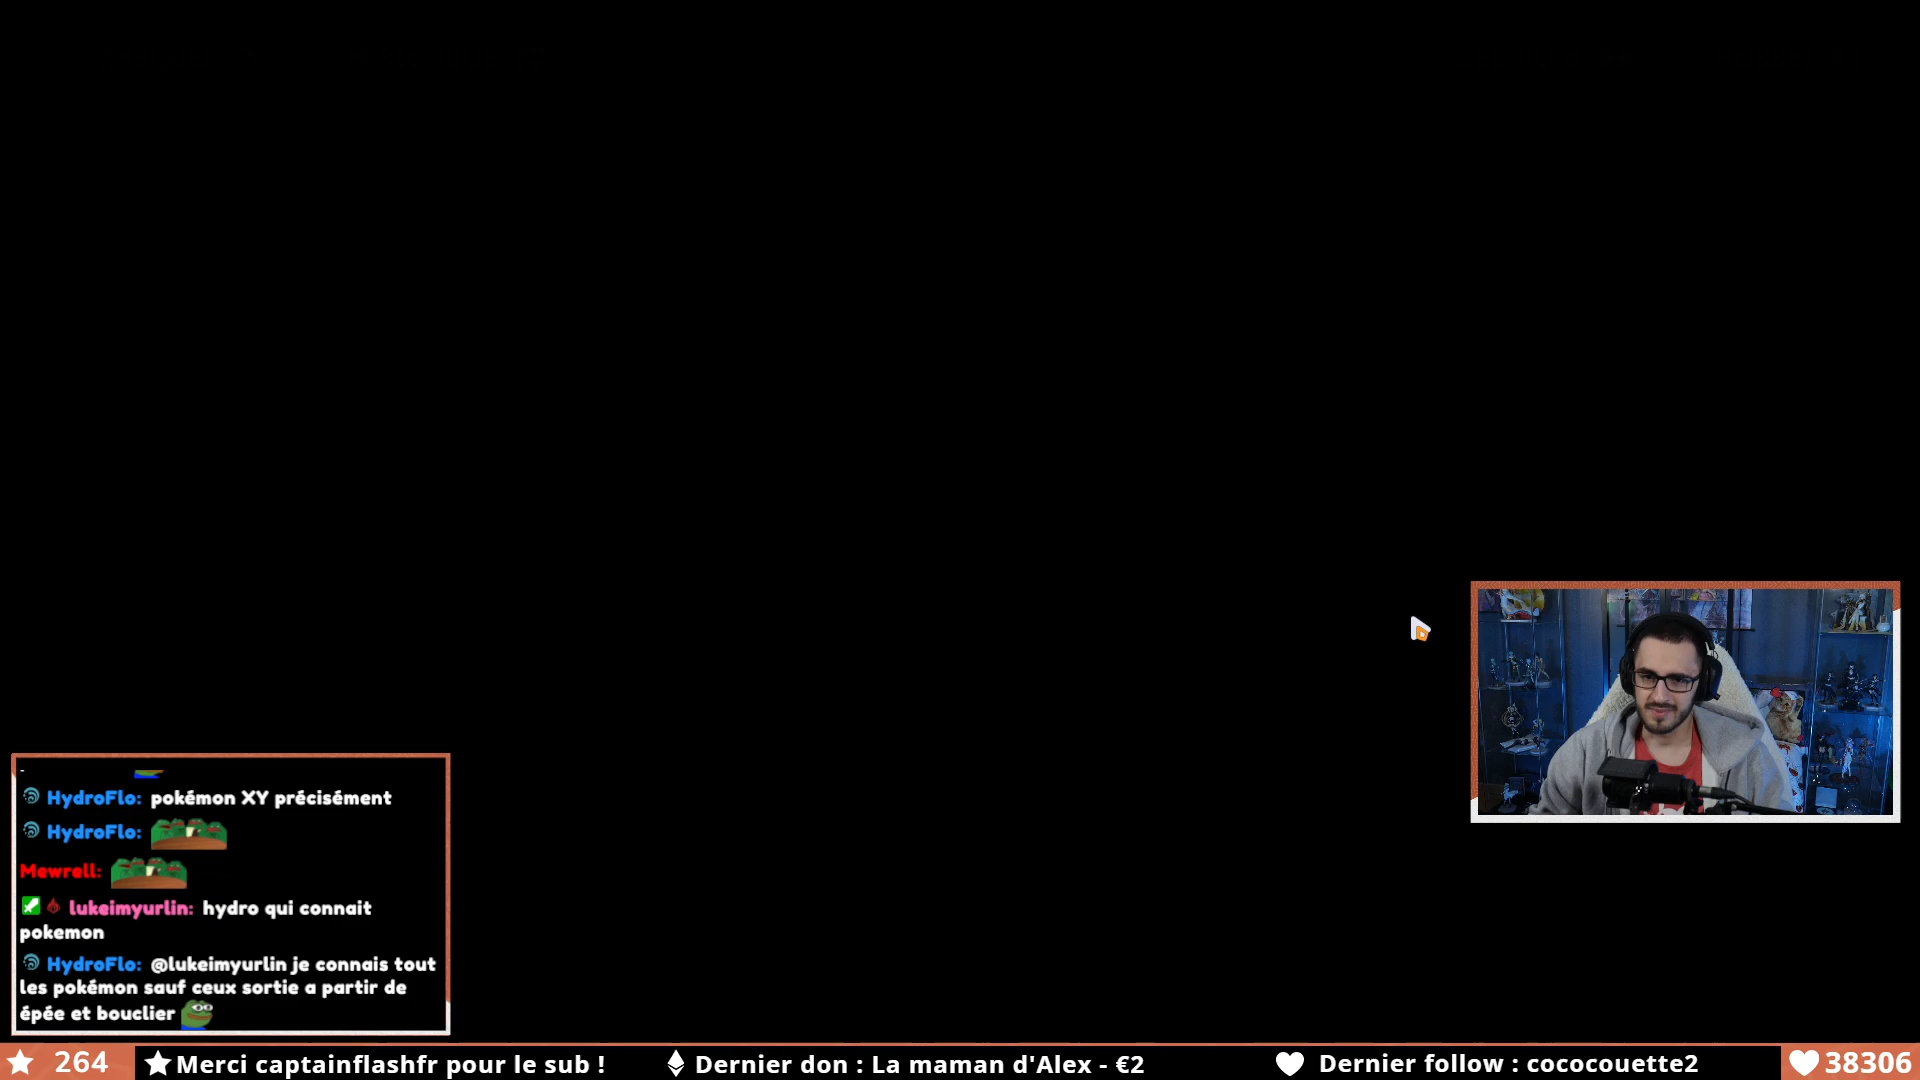 HydroFlo: pokémon XY précisément
HydroFlo:
Mewrell:
lukeimyurlin: hydro qui connait
pokemon
HydroFlo: @lukeimyurlin je connais tout
les pokémon sauf ceux sortie a partir de
épée et bouclier
264
Merci captainflashfr pour le sub !
Dernier don : La maman d'Alex - €2
Dernier follow : cococouette2
38306